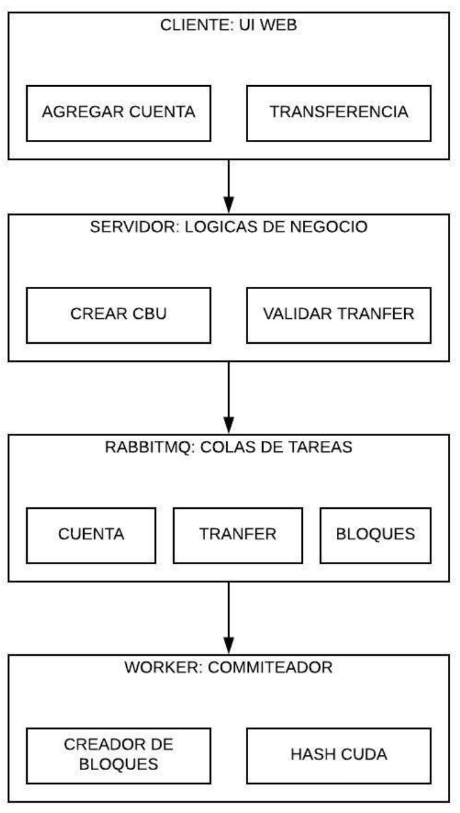 CLIENTE: UI WEB
AGREGAR CUENTA
TRANSFERENCIA
SERVIDOR: LOGICAS DE NEGOCIO
CREAR CBU
VALIDAR TRANFER
RABBITMQ: COLAS DE TAREAS
CUENTA
TRANFER
BLOQUES
WORKER: COMMITEADOR
CREADOR DE
BLOQUES
HASH CUDA